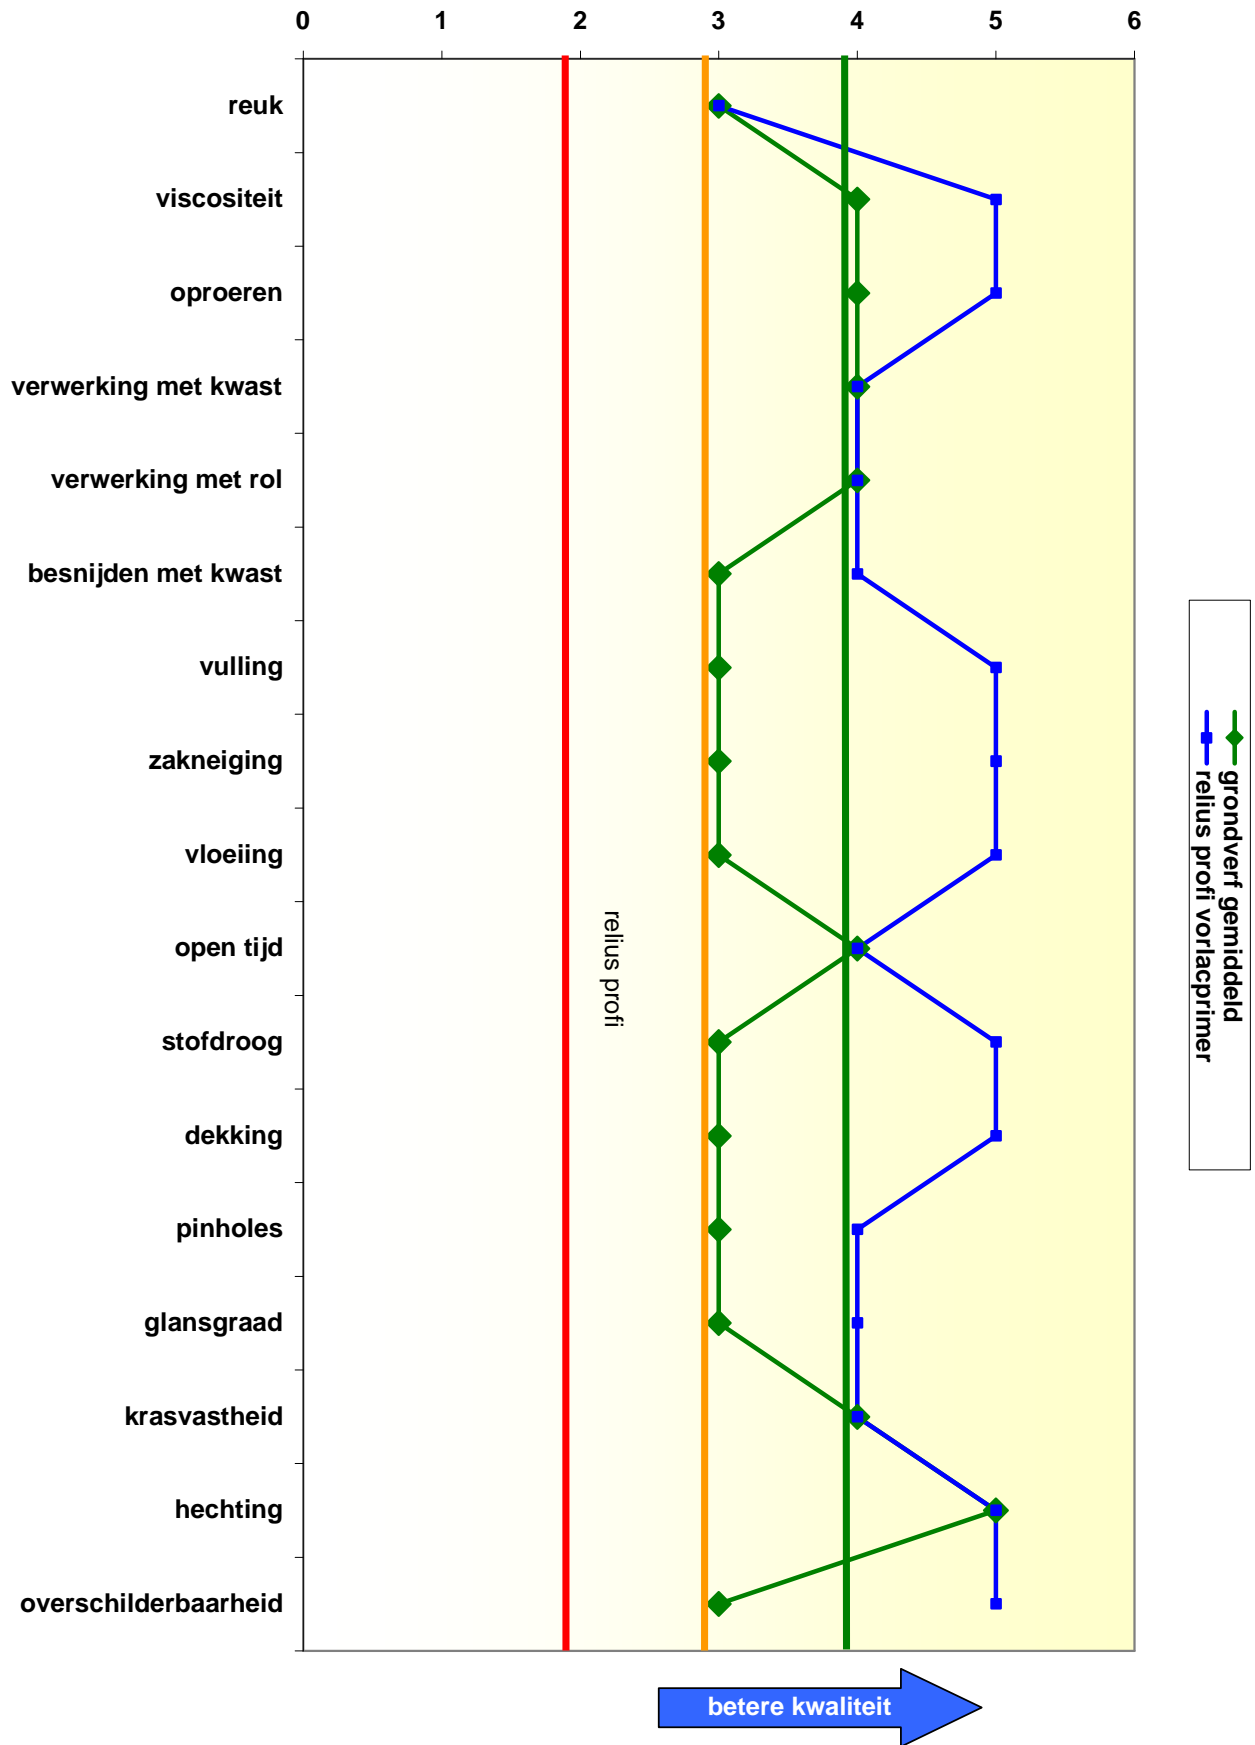 0 1 2 3 4 5 6
reuk
viscositeit
oproeren
verwerking met kwast
verwerking met rol
besnijden met kwast
vulling
zakneiging
vloeiing
open tijd
stofdroog
dekking
pinholes
glansgraad
krasvastheid
hechting
overschilderbaarheid
relius profi
grondverf gemiddeld
relius profi vorlacprimer
betere kwaliteit